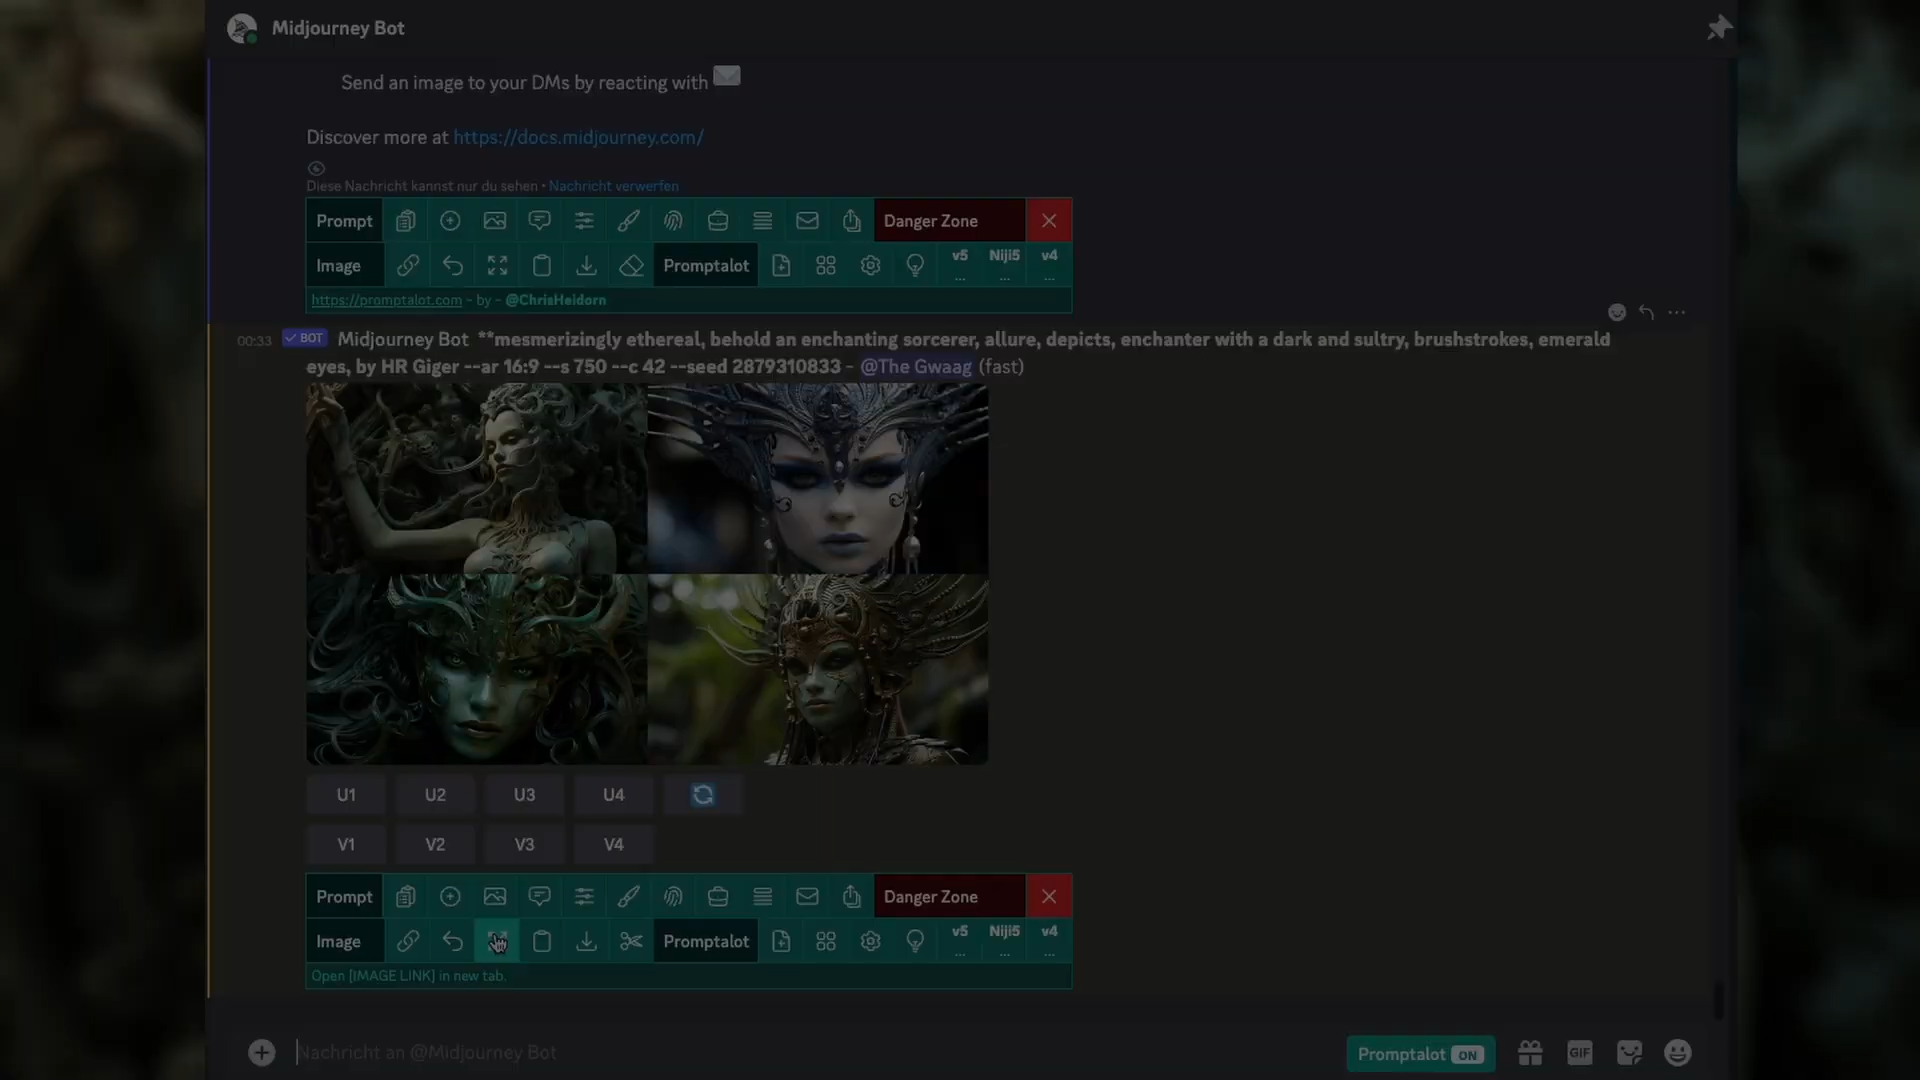 Midjourney Bot
Send an image to your DMs by reacting with
Discover more at https://docs.midjourney.com/
Diese Nachricht kannst nur du sehen • Nachricht verwerfen
Prompt Danger Zone
Image Promptalot v5 ... Niji5 ... v4 ...
https://promptalot.com - by - @ChrisHeidorn
00:33 BOT Midjourney Bot **mesmerizingly ethereal, behold an enchanting sorcerer, allure, depicts, enchanter with a dark and sultry, brushstrokes, emerald
eyes, by HR Giger --ar 16:9 --s 750 --c 42 --seed 2879310833 - @The Gwaag (fast)
U1 U2 U3 U4
V1 V2 V3 V4
Prompt Danger Zone
Image Promptalot v5 ... Niji5 ... v4 ...
Open [IMAGE LINK] in new tab.
Nachricht an @Midjourney Bot Promptalot ON GIF